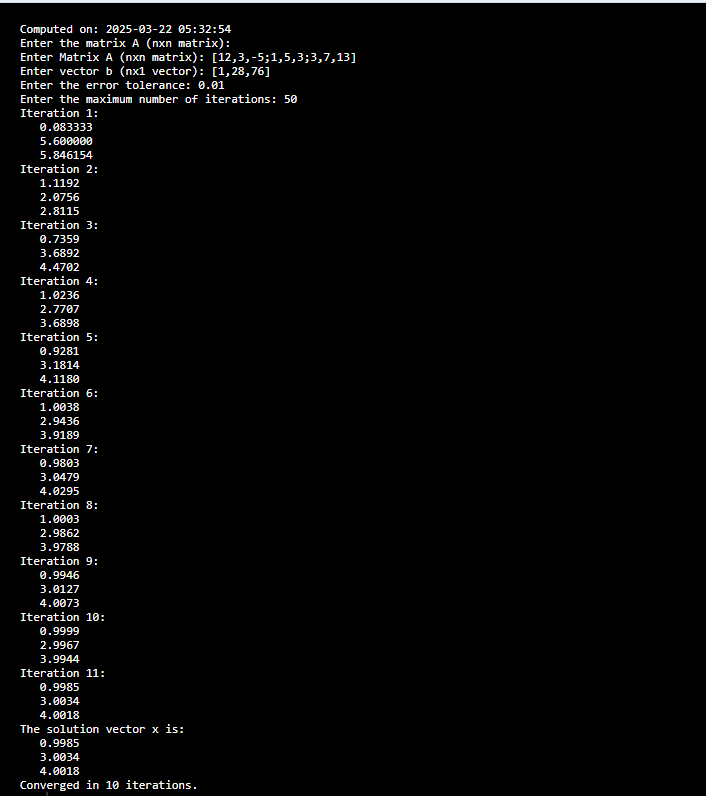 Computed on: 2025-03-22 05:32:54
Enter the matrix A (nxn matrix):
Enter Matrix A (nxn matrix): [12,3,-5;1,5,3;3,7,13]
Enter vector b (nx1 vector): [1,28,76]
Enter the error tolerance: 0.01
Enter the maximum number of iterations: 50
Iteration 1:
0.083333
5.600000
5.846154
Iteration 2:
1.1192
2.0756
2.8115
Iteration 3:
0.7359
3.6892
4.4702
Iteration 4:
1.0236
2.7707
3.6898
Iteration 5:
0.9281
3.1814
4.1180
Iteration 6:
1.0038
2.9436
3.9189
Iteration 7:
0.9803
3.0479
4.0295
Iteration 8:
1.0003
2.9862
3.9788
Iteration 9:
0.9946
3.0127
4.0073
Iteration 10:
0.9999
2.9967
3.9944
Iteration 11:
0.9985
3.0034
4.0018
The solution vector x is:
0.9985
3.0034
4.0018
Converged in 10 iterations.